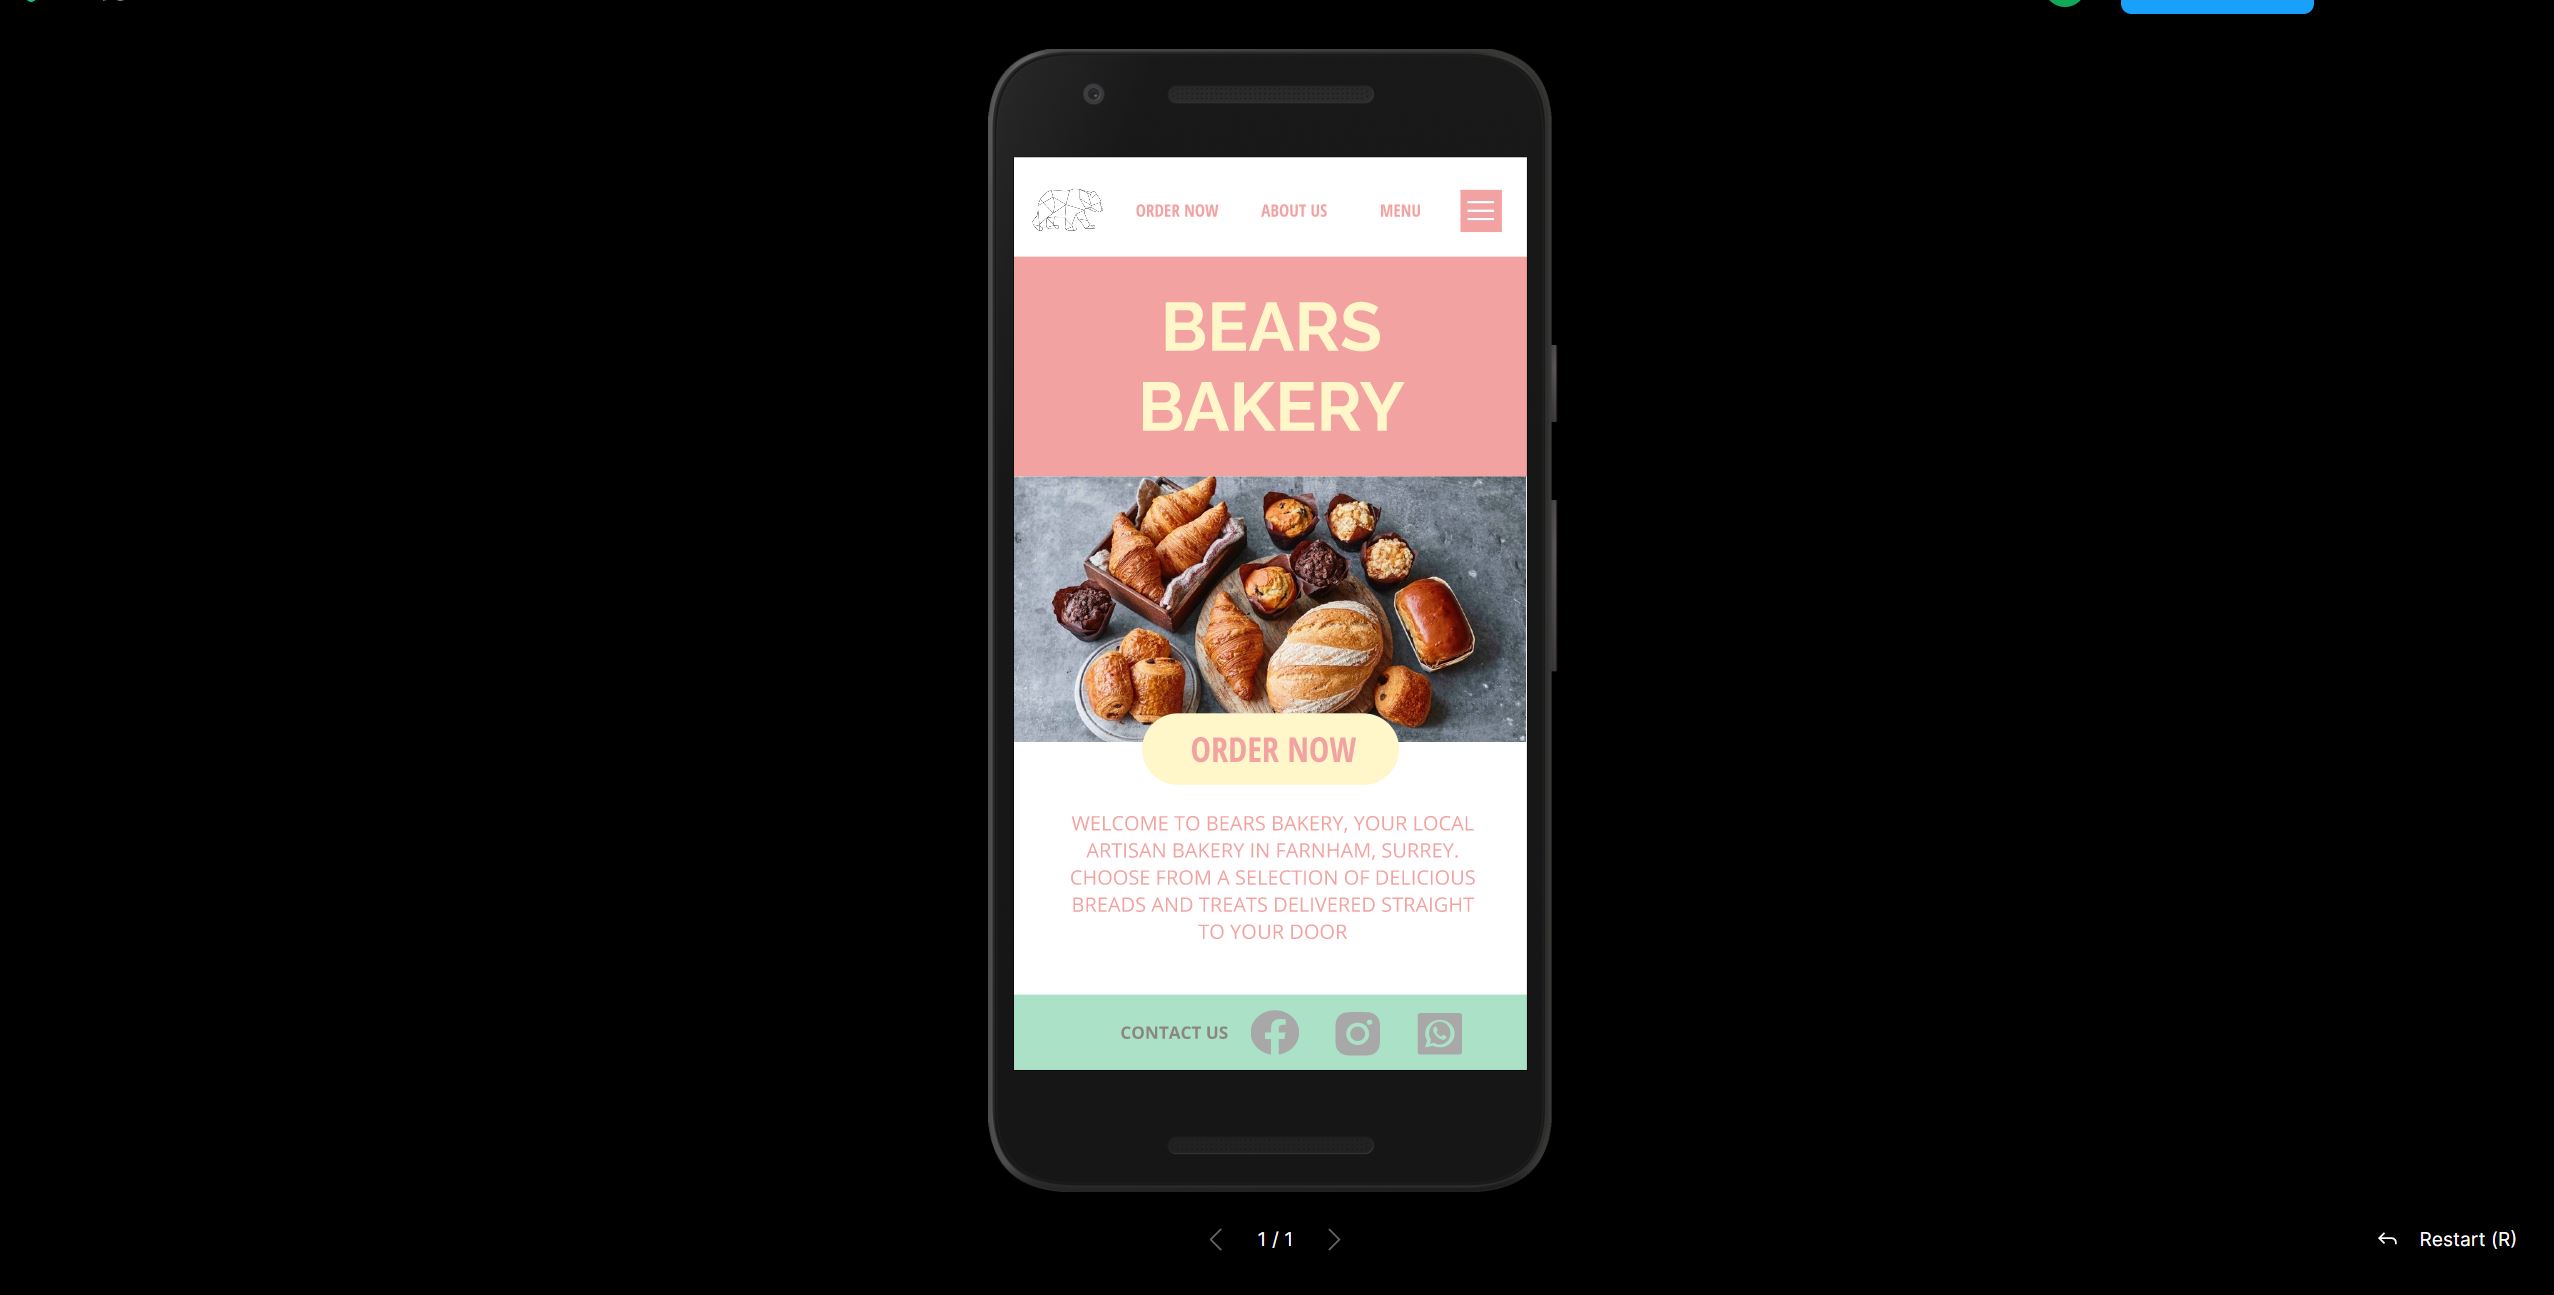 ORDER NOW ABOUT US MENU
BEARS
BAKERY
ORDER NOW
WELCOME TO BEARS BAKERY, YOUR LOCAL
ARTISAN BAKERY IN FARNHAM, SURREY.
CHOOSE FROM A SELECTION OF DELICIOUS
BREADS AND TREATS DELIVERED STRAIGHT
TO YOUR DOOR
CONTACT US
1 / 1
Restart (R)